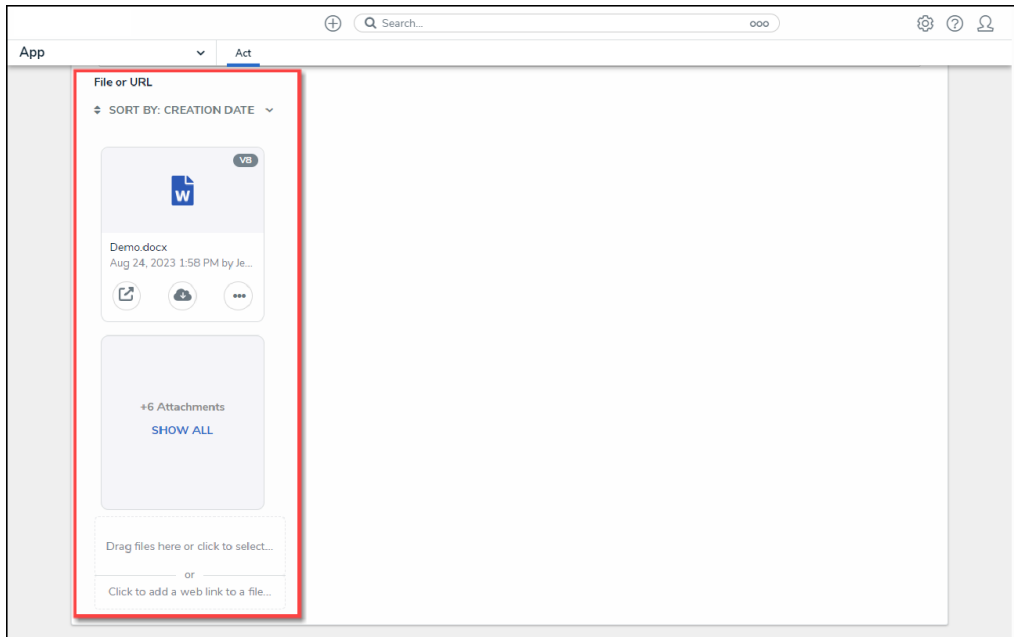 Search...
App
Act
File or URL
SORT BY: CREATION DATE
V8
W
Demo.docx
Aug 24, 2023 1:58 PM by Je...
+6 Attachments
SHOW ALL
Drag files here or click to select...
or
Click to add a web link to a file...